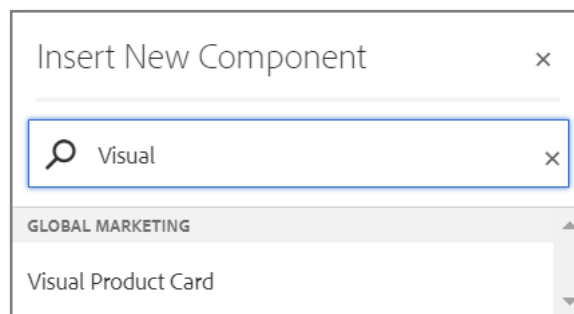 Insert New Component
Visual
GLOBAL MARKETING
Visual Product Card